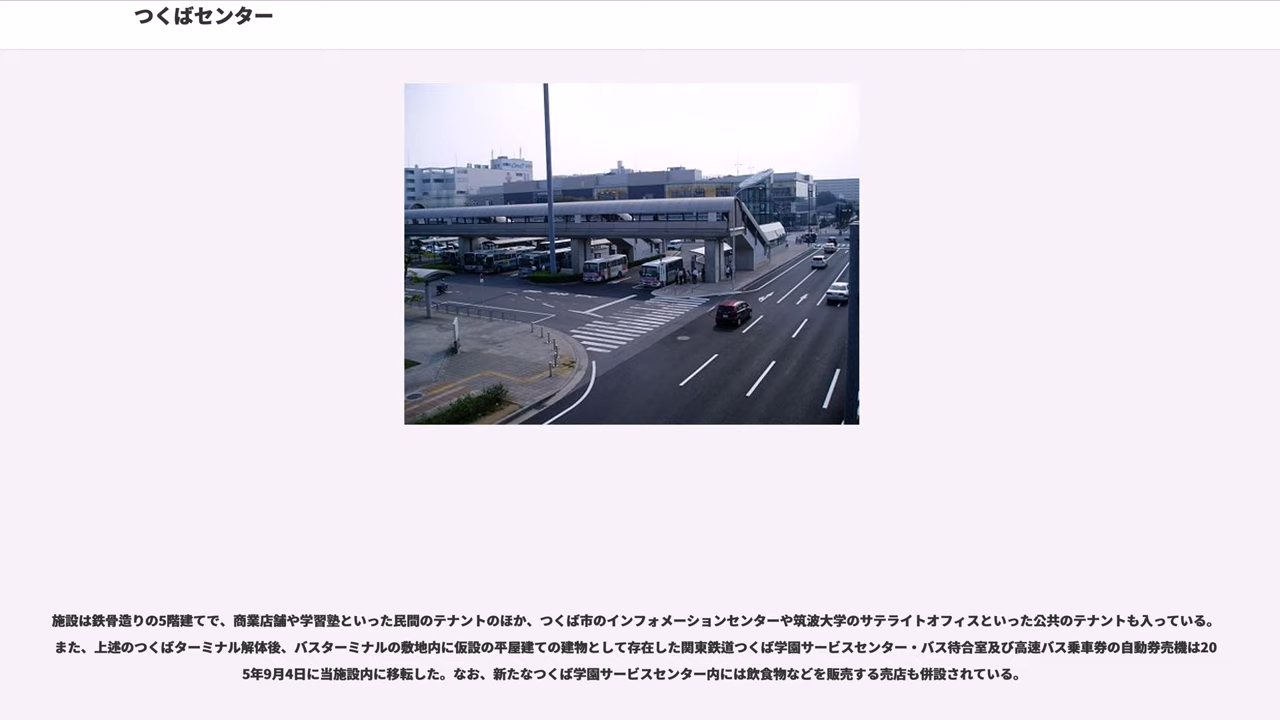 つくばセンター
施設は鉄骨造りの5階建てで、商業店舗や学習塾といった民間のテナントのほか、つくば市のインフォメーションセンターや筑波大学のサテライトオフィスといった公共のテナントも入っている。
また、上述のつくばターミナル解体後、バスターミナルの敷地内に仮設の平屋建ての建物として存在した関東鉄道つくば学園サービスセンター・バス待合室及び高速バス乗車券の自動券売機は20
5年9月4日に当施設内に移転した。なお、新たなつくば学園サービスセンター内には飲食物などを販売する売店も併設されている。